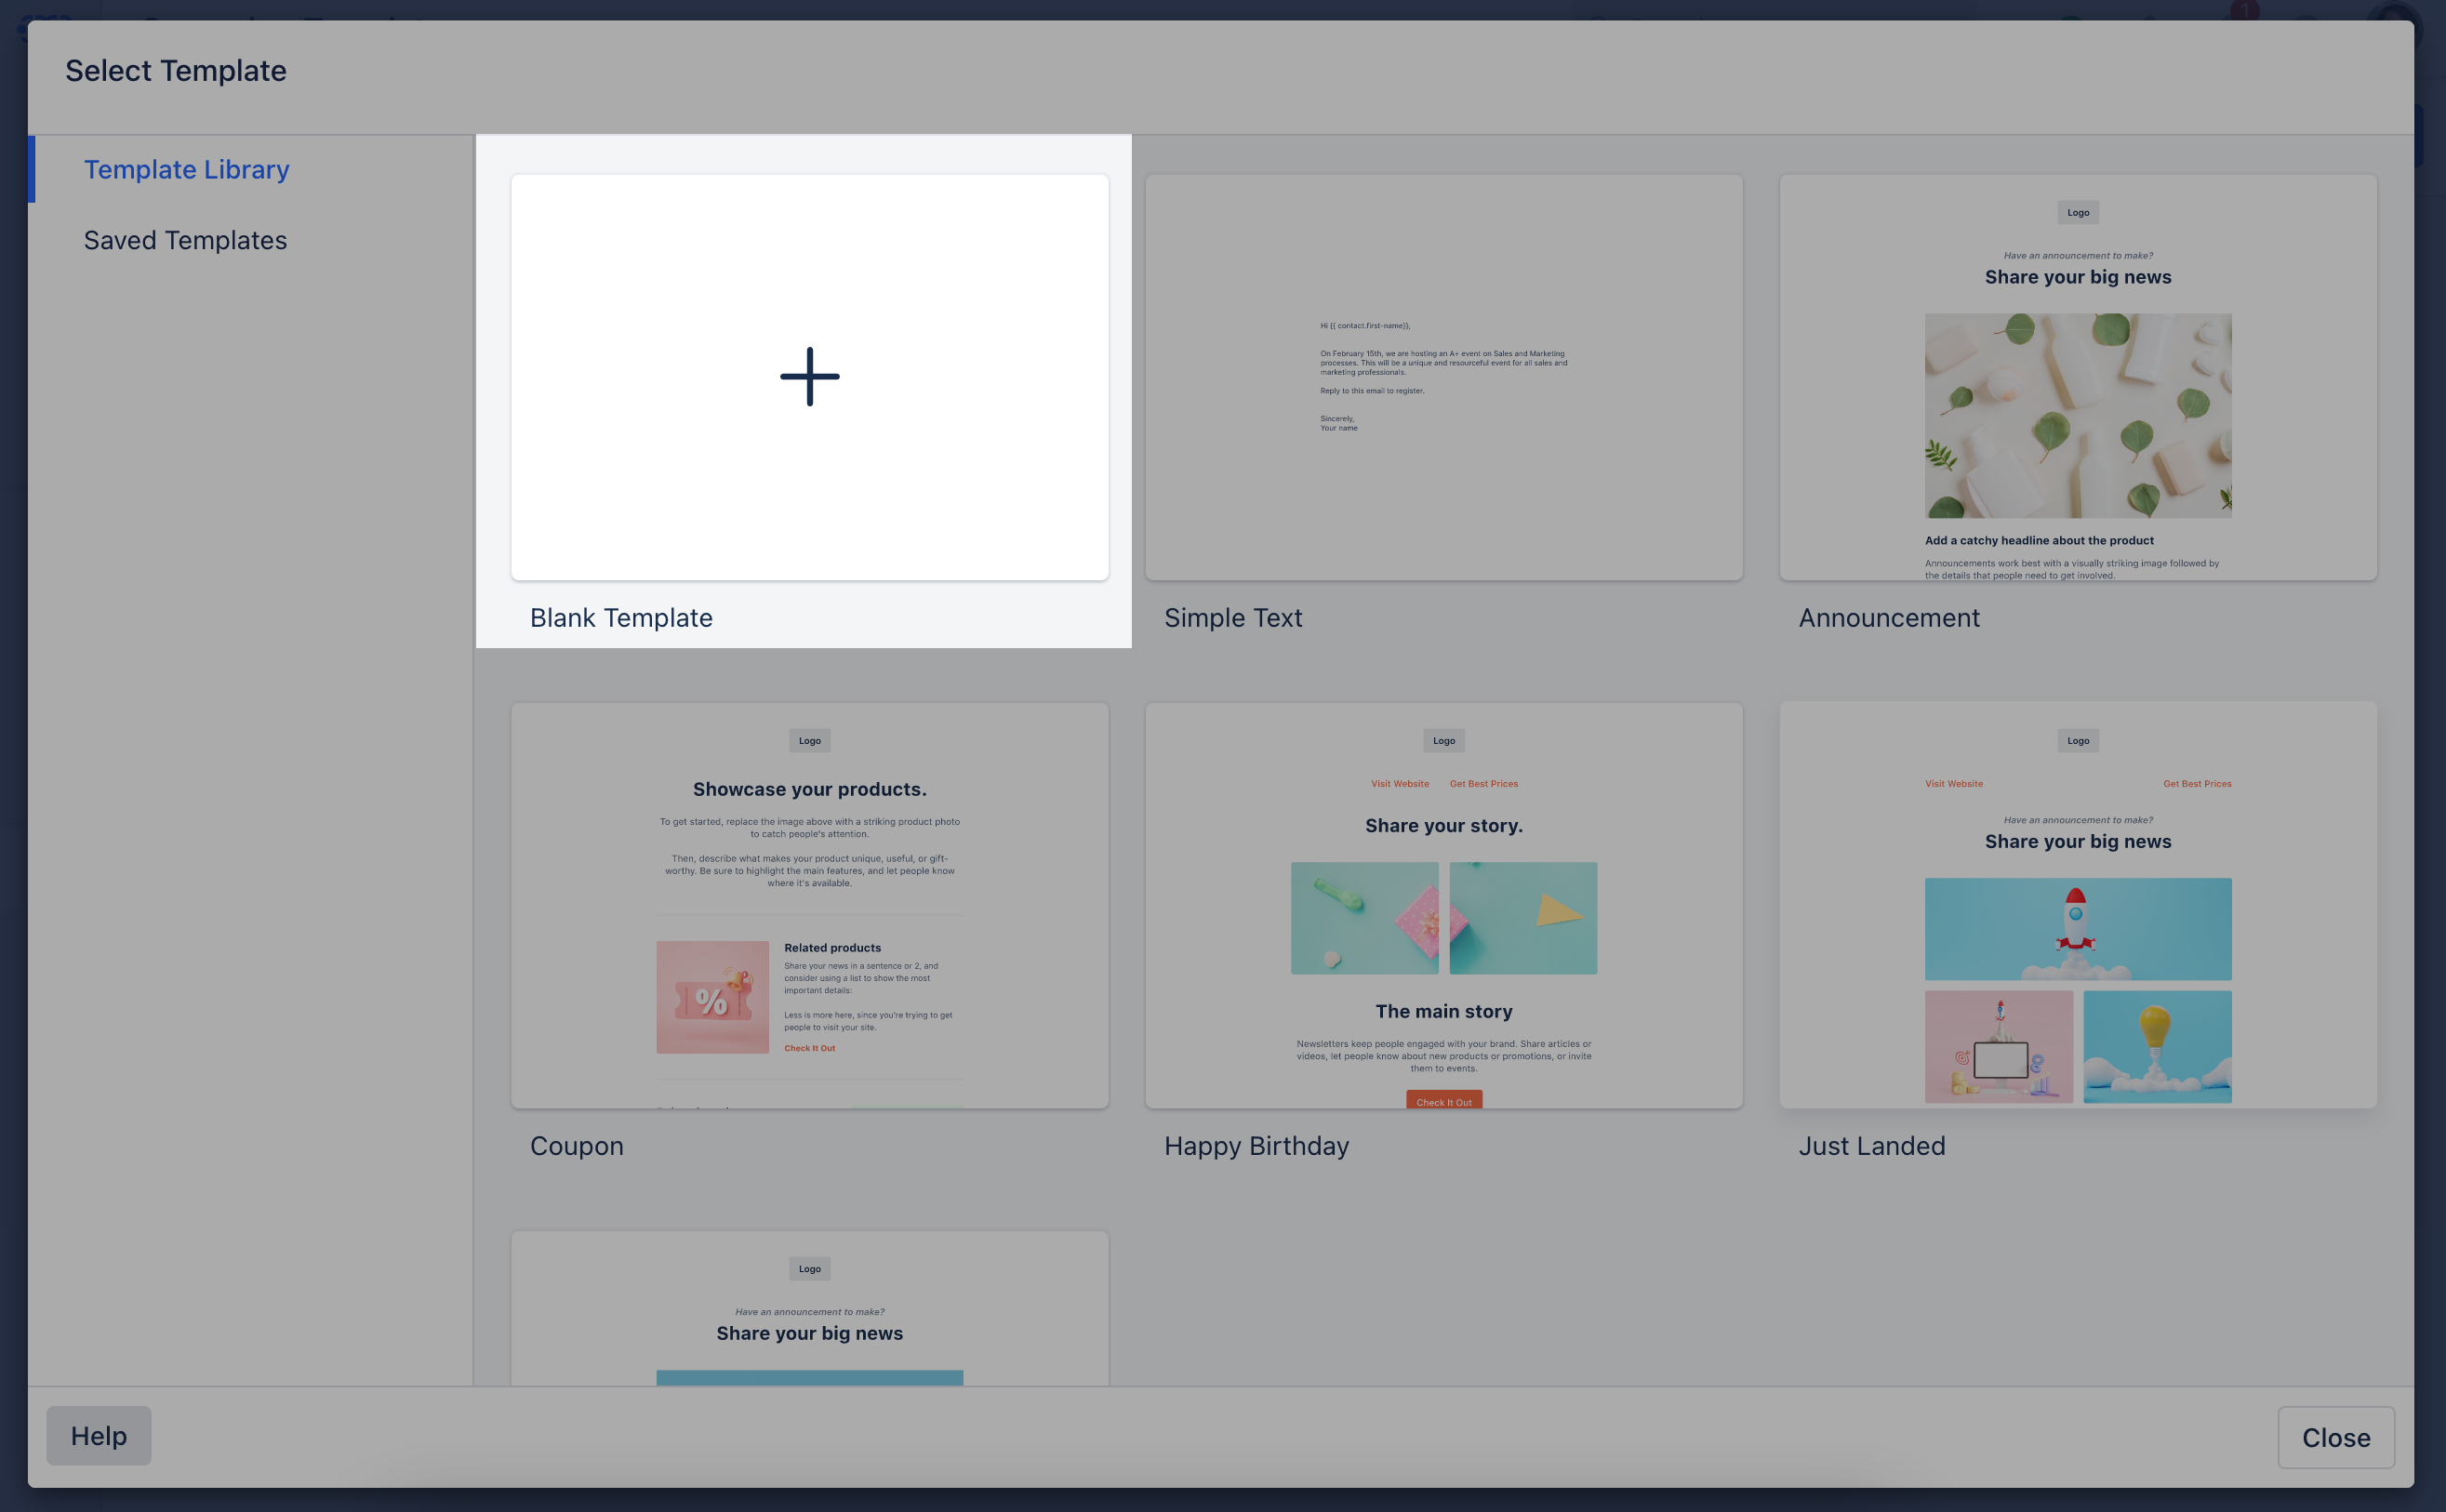 Select Template
Template Library
Saved Templates
Blank Template
Hi {{ contact.first-name}},
On February 15th, we are hosting an A+ event on Sales and Marketing
processes. This will be a unique and resourceful event for all sales and
marketing professionals.
Reply to this email to register.
Sincerely,
Your name
Simple Text
Logo
Have an announcement to make?
Share your big news
Add a catchy headline about the product
Announcements work best with a visually striking image followed by
the details that people need to get involved.
Announcement
Logo
Showcase your products.
To get started, replace the image above with a striking product photo
to catch people's attention.
Then, describe what makes your product unique, useful, or gift-
worthy. Be sure to highlight the main features, and let people know
where it's available.
%
Related products
Share your news in a sentence or 2, and
consider using a list to show the most
important details:
Less is more here, since you're trying to get
people to visit your site.
Check It Out
Coupon
Logo
Visit Website Get Best Prices
Share your story.
The main story
Newsletters keep people engaged with your brand. Share articles or
videos, let people know about new products or promotions, or invite
them to events.
Check It Out
Happy Birthday
Logo
Visit Website Get Best Prices
Have an announcement to make?
Share your big news
Just Landed
Logo
Have an announcement to make?
Share your big news
Help
Close